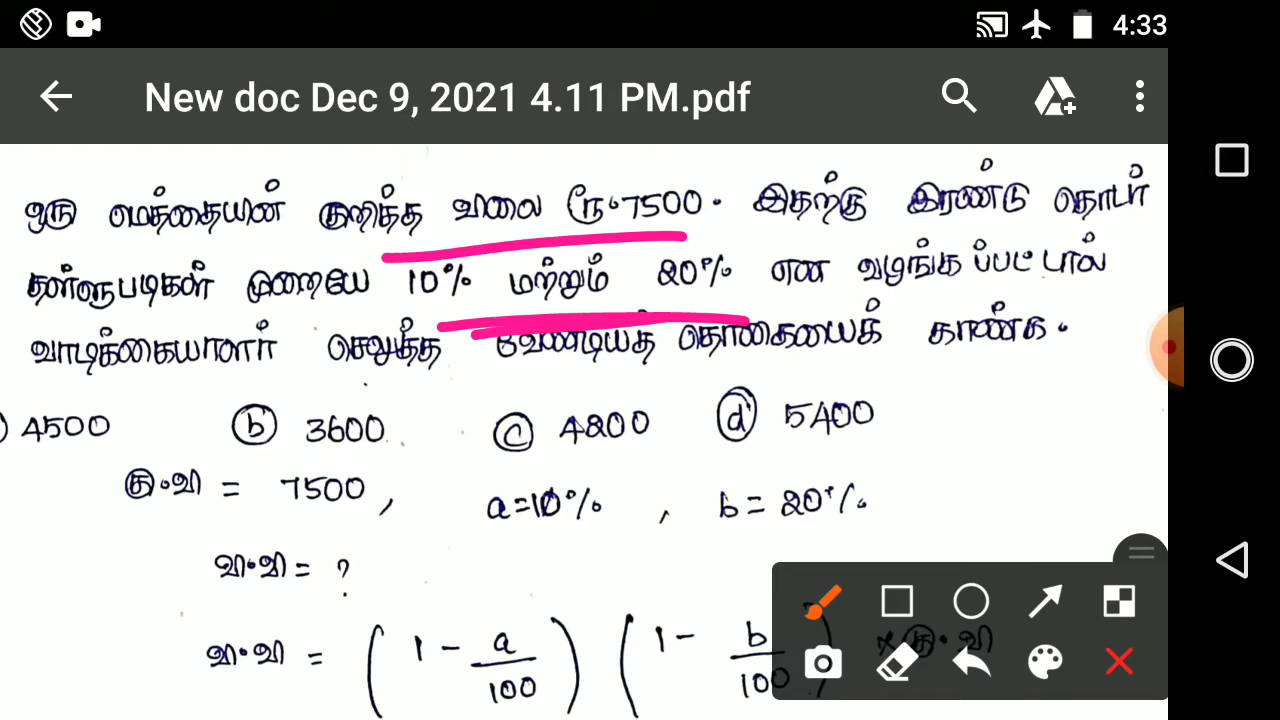 4:33
New doc Dec 9, 2021 4.11 PM.pdf
ஒரு மெத்தையின் குறித்த விலை ரூ.7500. இதற்கு இரண்டு தொடர்
தள்ளுபடிகள் முறையே 10% மற்றும் 20% என வழங்கப்பட்டால்
வாடிக்கையாளர் செலுத்த வேண்டியத் தொகையைக் காண்க.
) 4500 (b) 3600 (c) 4800 (d) 5400
கு.வி = 7500, a=10%, b=20%
வி.வி = ?
வி.வி = (1 - a/100) (1 - b/100) × கு.வி